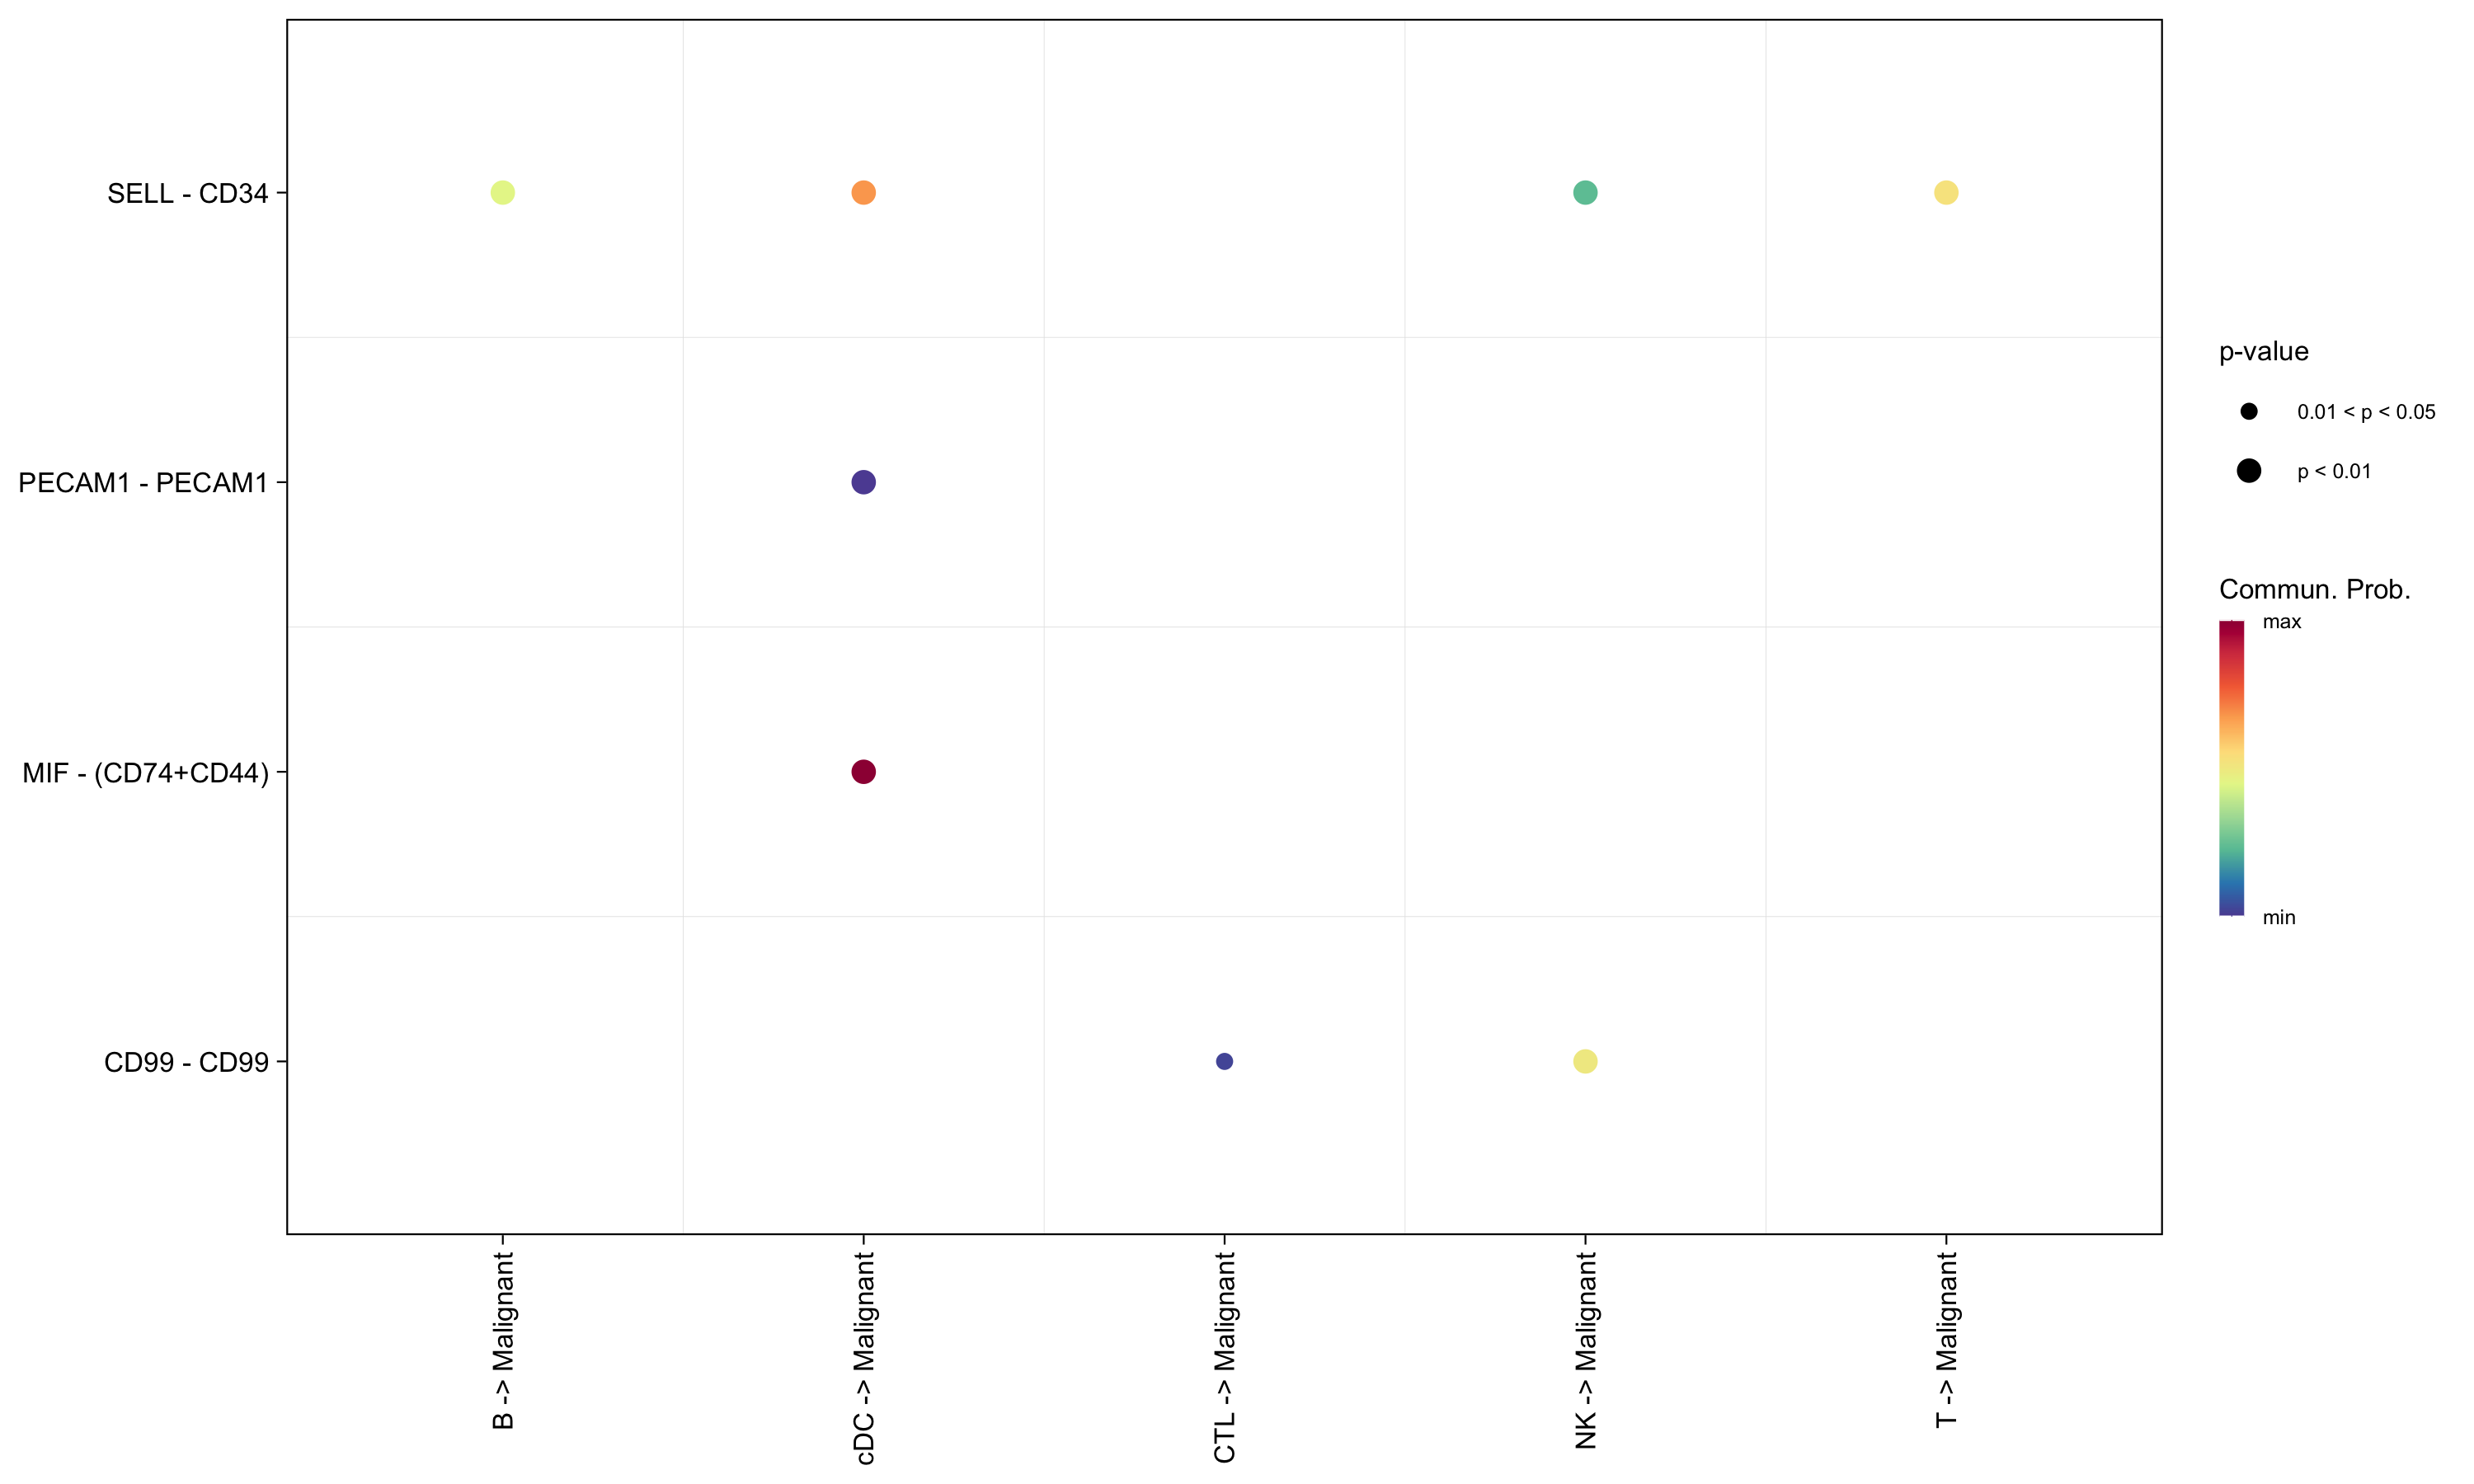 SELL - CD34
PECAM1 - PECAM1
MIF - (CD74+CD44)
CD99 - CD99
B -> Malignant
cDC -> Malignant
CTL -> Malignant
NK -> Malignant
T -> Malignant
p-value
0.01 < p < 0.05
p < 0.01
Commun. Prob.
max
min